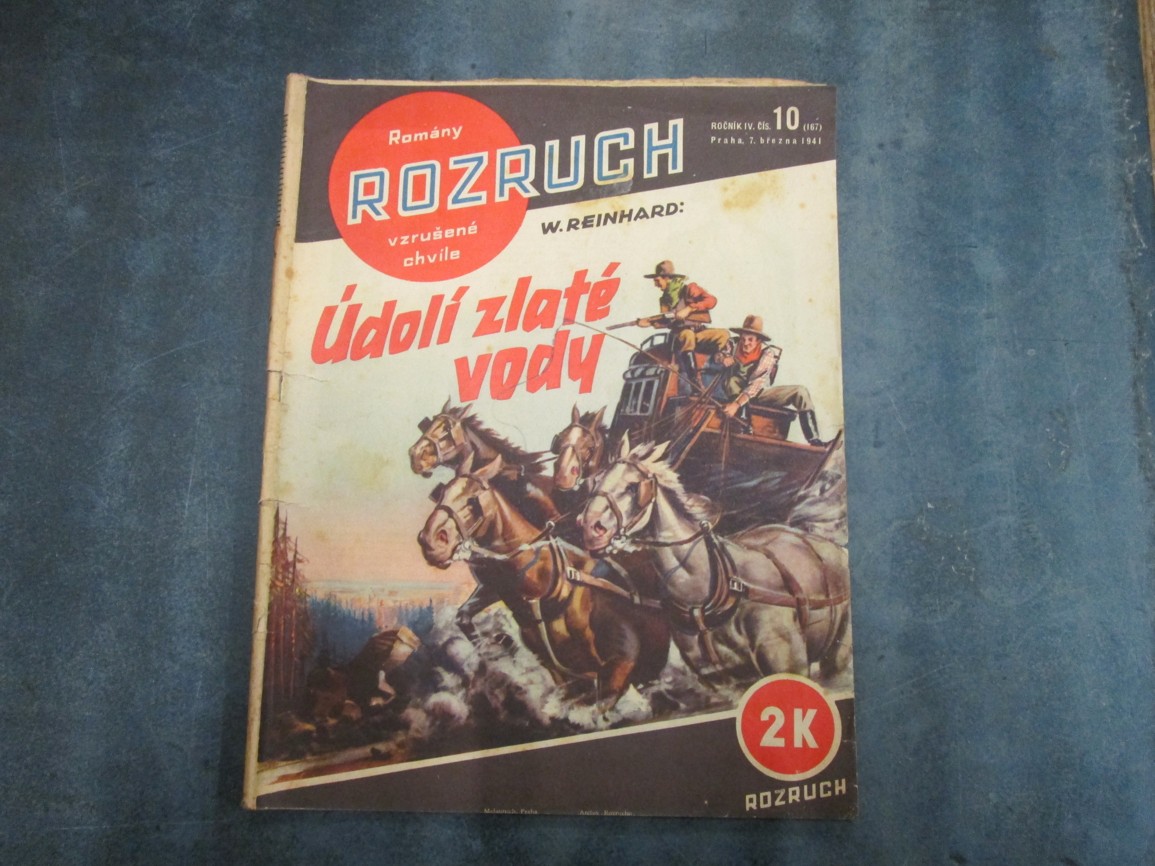 Romány
ROZRUCH
vzrušené
chvíle
ROČNÍK IV. ČÍS. 10 (167)
Praha, 7. března 1941
W. REINHARD:
Údolí zlaté
vody
2K
ROZRUCH